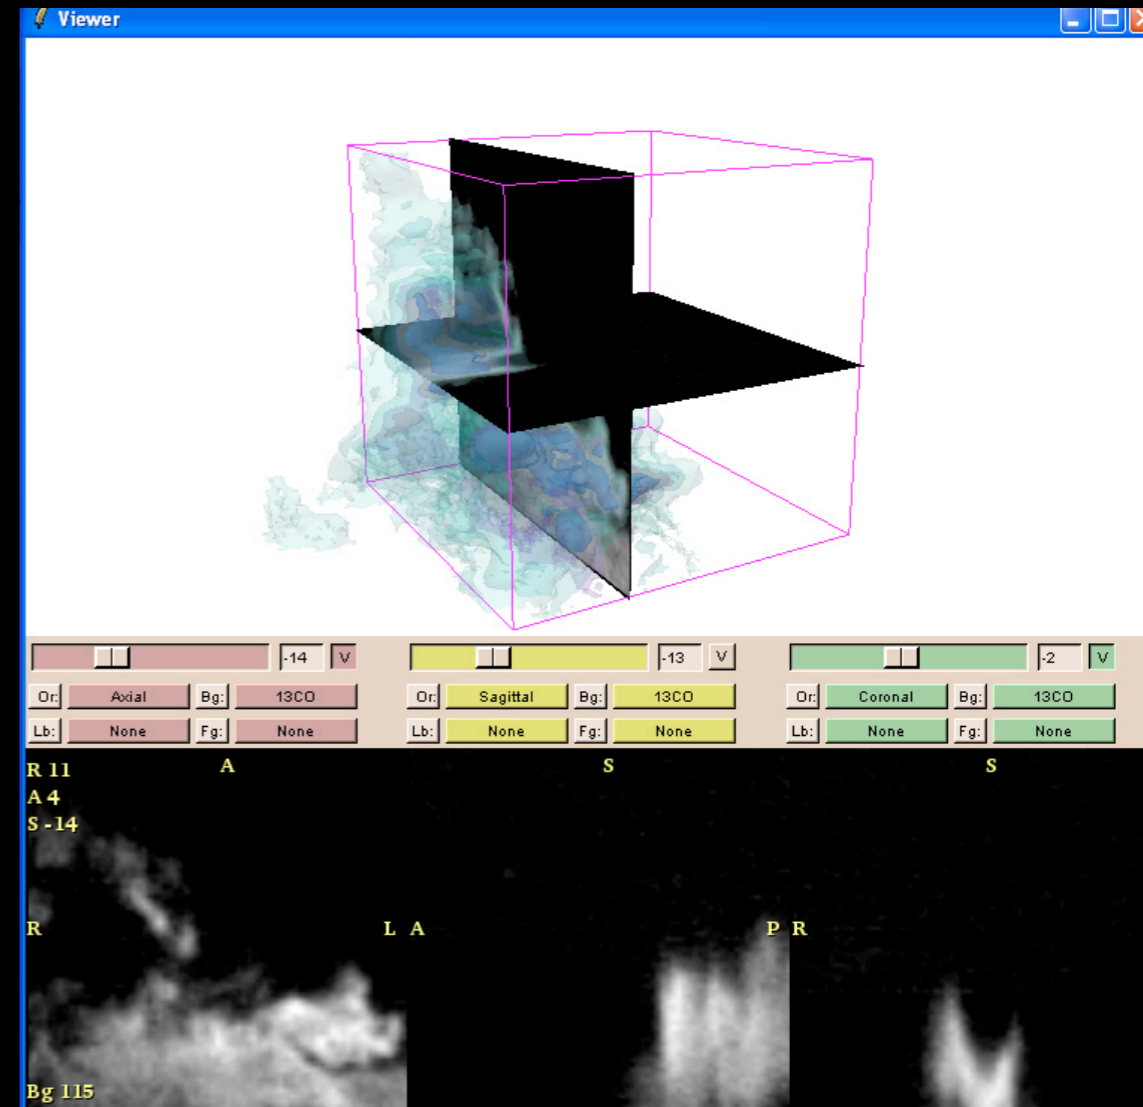 Viewer
-14 V -13 V -2 V
Or: Axial Bg: 13CO Or: Sagittal Bg: 13CO Or: Coronal Bg: 13CO
Lb: None Fg: None Lb: None Fg: None Lb: None Fg: None
R 11 A S S
A 4
S -14
R L A P R
Bg 115